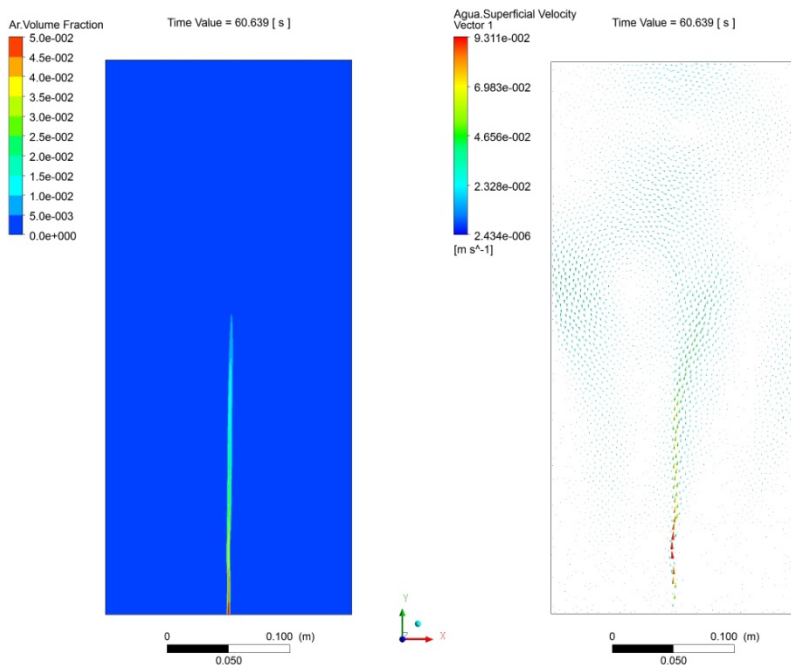 Ar.Volume Fraction
Time Value = 60.639 [ s ]
5.0e-002
4.5e-002
4.0e-002
3.5e-002
3.0e-002
2.5e-002
2.0e-002
1.5e-002
1.0e-002
5.0e-003
0.0e+000
0 0.100 (m)
0.050
Y
Z
X
Agua.Superficial Velocity
Vector 1
Time Value = 60.639 [ s ]
9.311e-002
6.983e-002
4.656e-002
2.328e-002
2.434e-006
[m s^-1]
0 0.100 (m)
0.050